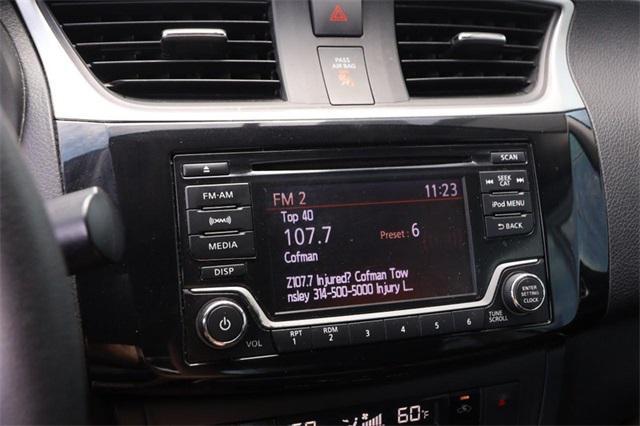 PASS
AIR BAG
SCAN
FM·AM
SEEK
CAT
((XM))
iPod MENU
MEDIA
BACK
DISP
FM 2
11:23
Top 40
107.7
Preset : 6
Cofman
Z107.7 Injured? Cofman Tow
nsley 314-500-5000 Injury L
ENTER
SETTING
CLOCK
VOL
RPT
1
RDM
2
3
4
5
6
TUNE
SCROLL
60°F